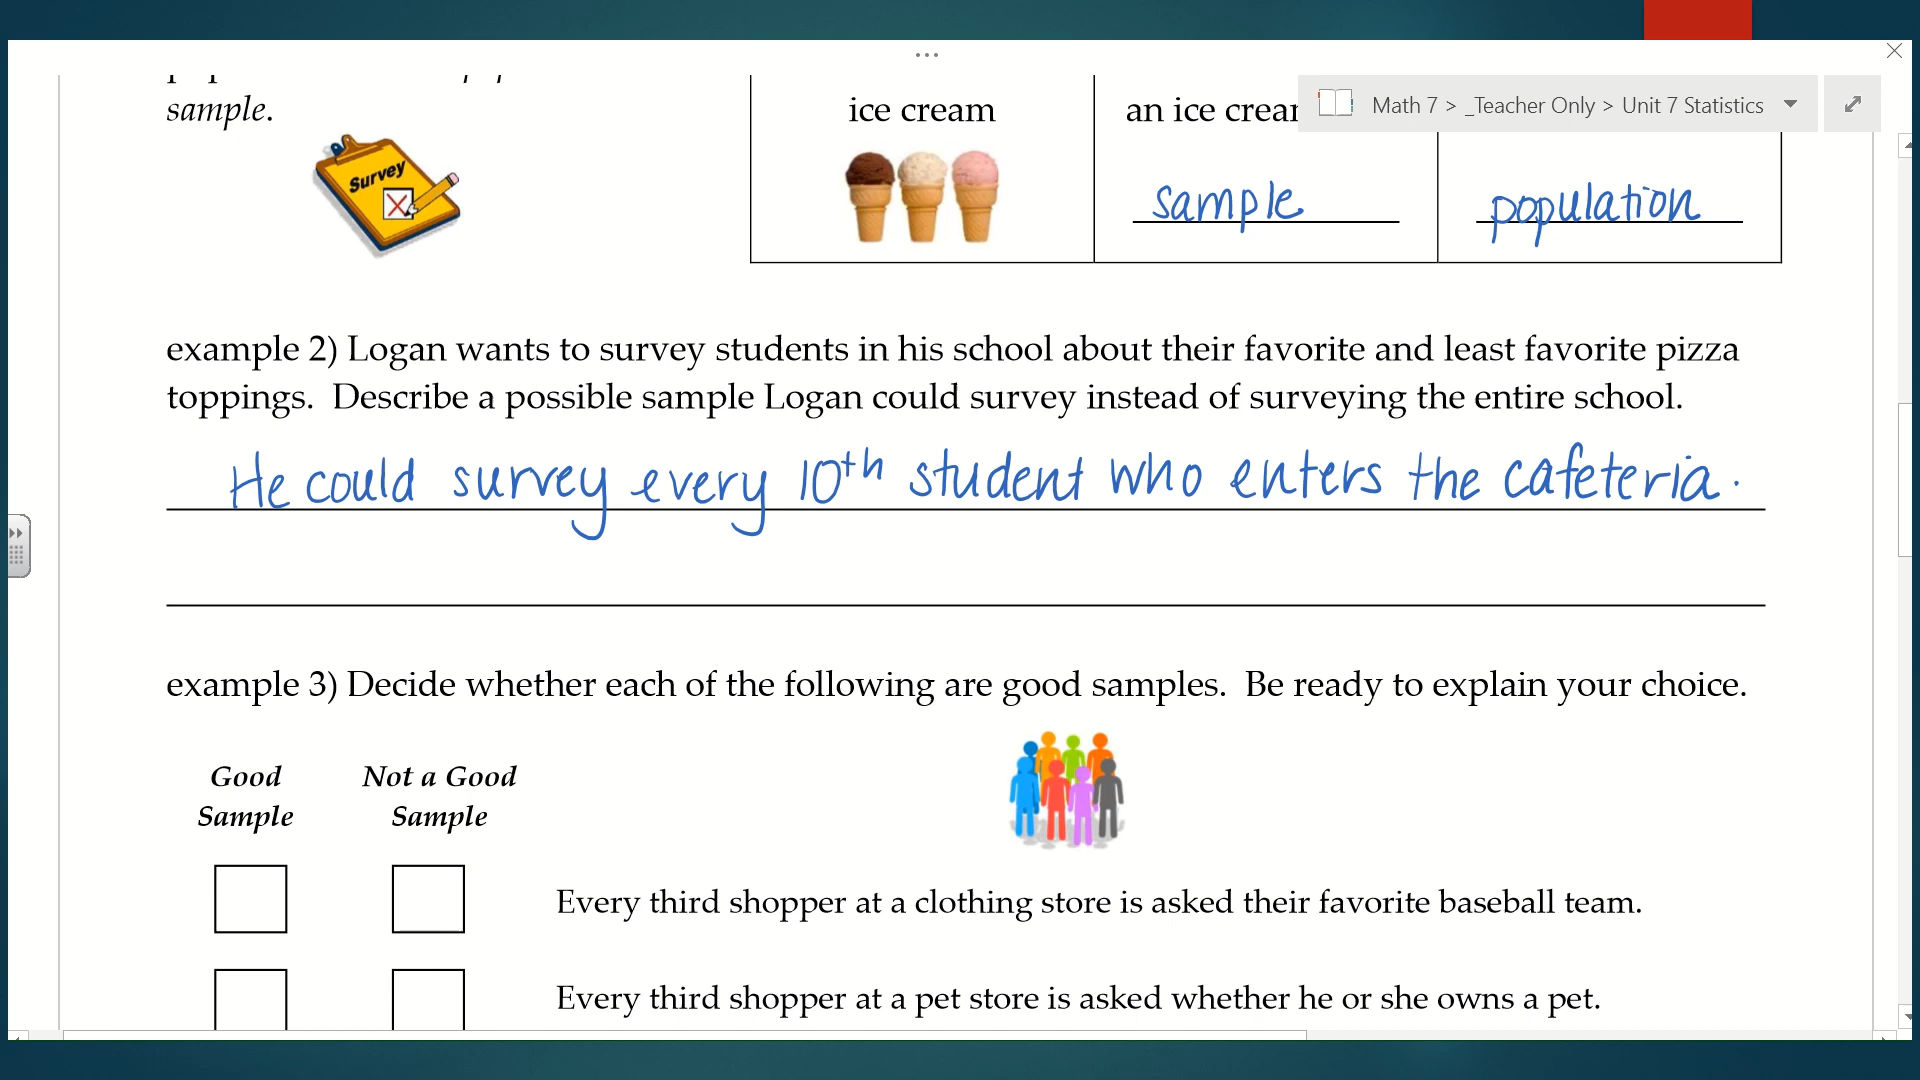 sample.
Survey
ice cream
an ice crear
Math 7 > _Teacher Only > Unit 7 Statistics
sample
population
example 2) Logan wants to survey students in his school about their favorite and least favorite pizza
toppings. Describe a possible sample Logan could survey instead of surveying the entire school.
He could survey every 10th student who enters the cafeteria.
example 3) Decide whether each of the following are good samples. Be ready to explain your choice.
Good
Sample
Not a Good
Sample
Every third shopper at a clothing store is asked their favorite baseball team.
Every third shopper at a pet store is asked whether he or she owns a pet.